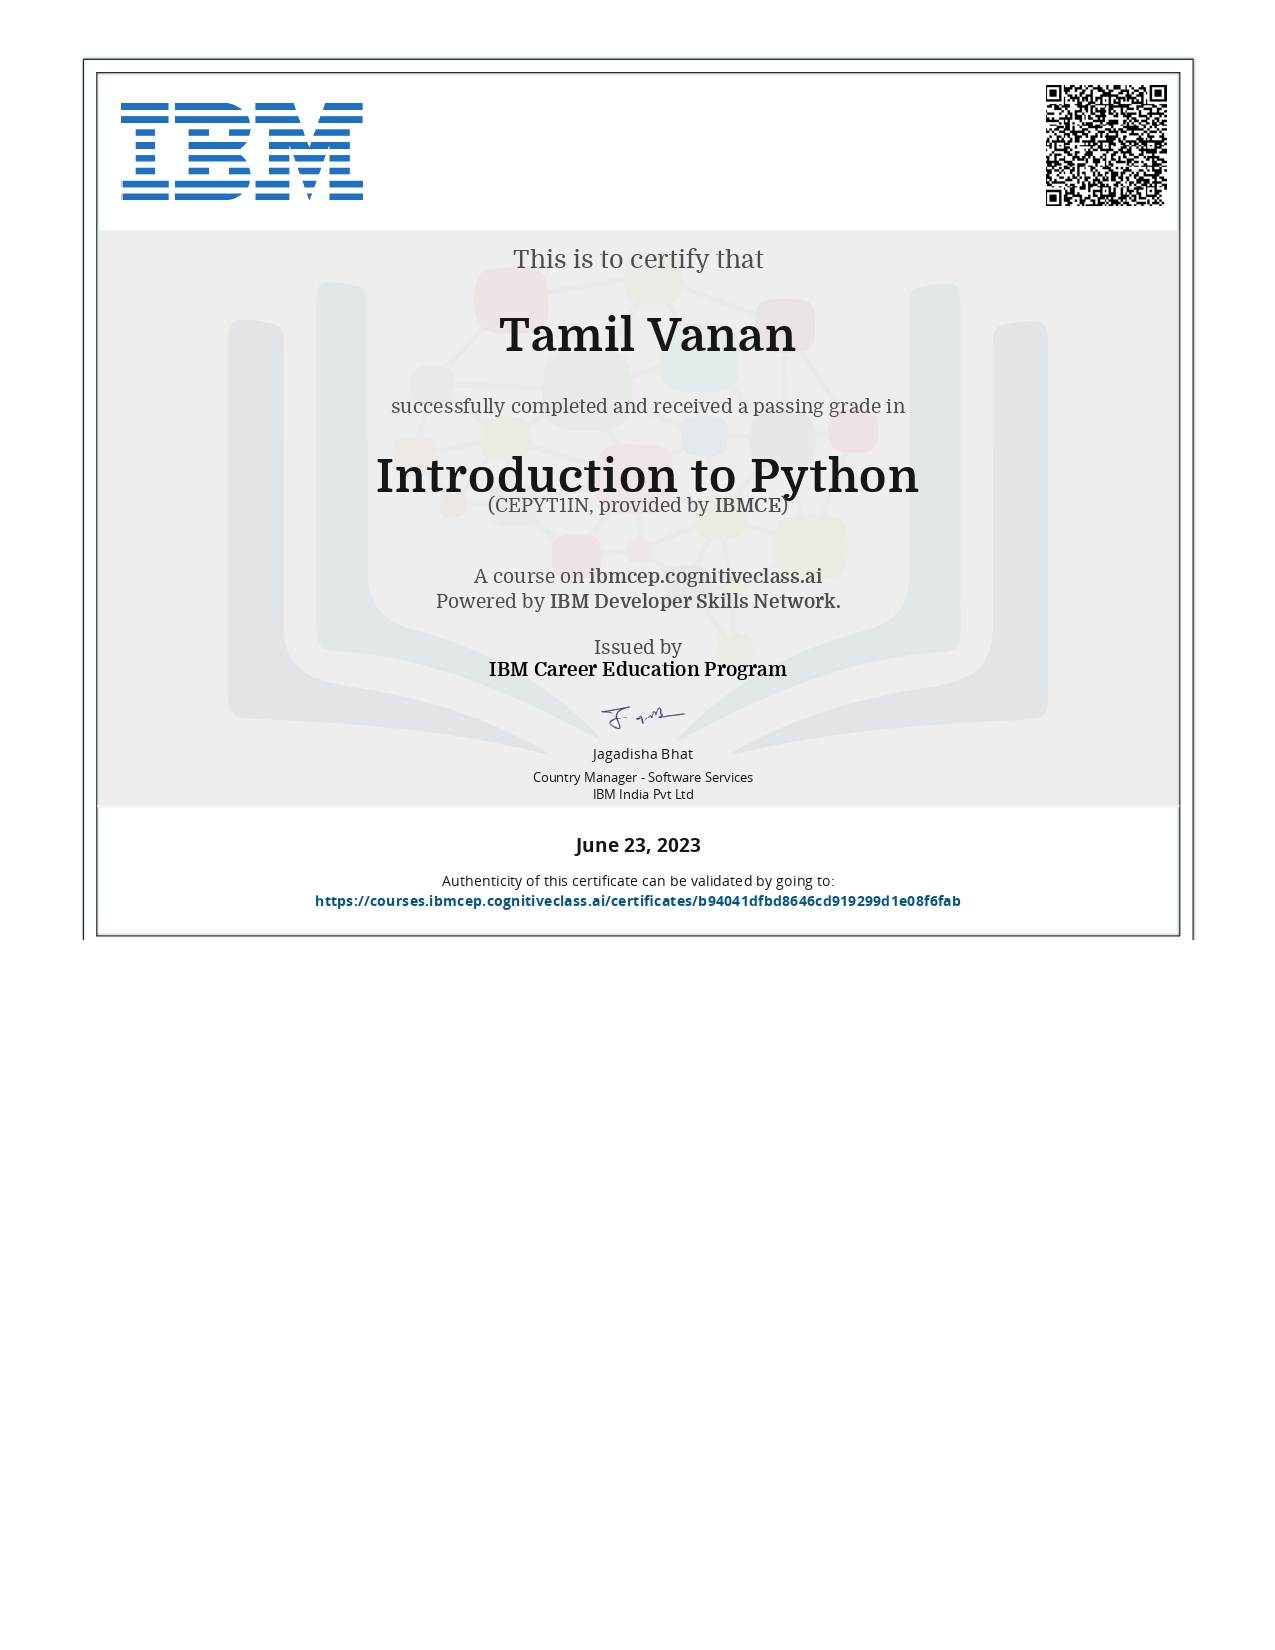 IBM
This is to certify that
Tamil Vanan
successfully completed and received a passing grade in
Introduction to Python
(CEPYT1IN, provided by IBMCE)
A course on ibmcep.cognitiveclass.ai
Powered by IBM Developer Skills Network.
Issued by
IBM Career Education Program
Jagadisha Bhat
Country Manager - Software Services
IBM India Pvt Ltd
June 23, 2023
Authenticity of this certificate can be validated by going to:
https://courses.ibmcep.cognitiveclass.ai/certificates/b94041dfbd8646cd919299d1e08f6fab